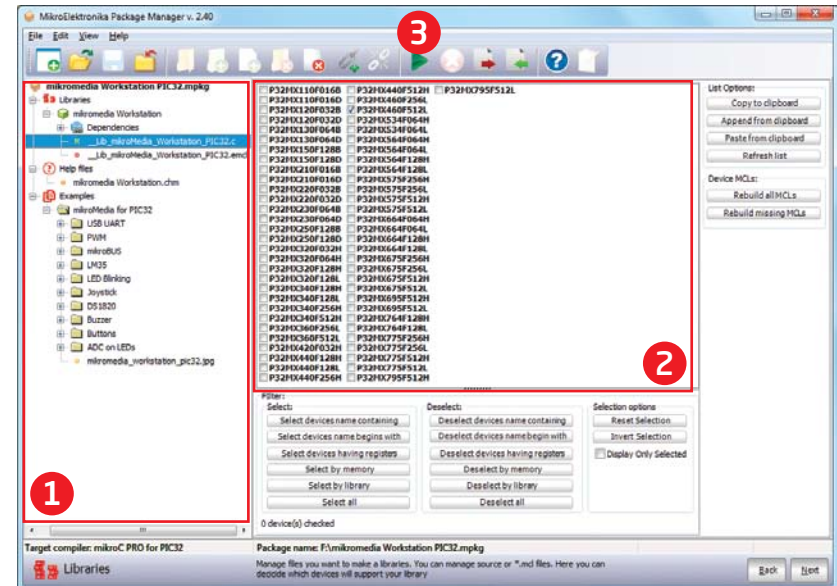 MikroElektronika Package Manager v. 2.40
File Edit View Help
3
mikromedia Workstation PIC32.mpkg
Libraries
mikromedia Workstation
Dependencies
__Lib_mikroMedia_Workstation_PIC32.c
__Lib_mikroMedia_Workstation_PIC32.emcl
Help files
mikromedia Workstation.chm
Examples
mikroMedia for PIC32
USB UART
PWM
mikroBUS
LM35
LED Blinking
Joystick
DS1820
Buzzer
Buttons
ADC on LEDs
mikromedia_workstation_pic32.jpg
1
P32MX110F016B P32MX440F512H P32MX795F512L
P32MX110F016D P32MX460F256L
P32MX120F032B P32MX460F512L
P32MX120F032D P32MX534F064H
P32MX130F064B P32MX534F064L
P32MX130F064D P32MX564F064H
P32MX150F128B P32MX564F064L
P32MX150F128D P32MX564F128H
P32MX210F016B P32MX564F128L
P32MX210F016D P32MX575F256H
P32MX220F032B P32MX575F256L
P32MX220F032D P32MX575F512H
P32MX230F064B P32MX575F512L
P32MX230F064D P32MX664F064H
P32MX250F128B P32MX664F064L
P32MX250F128D P32MX664F128H
P32MX320F032H P32MX664F128L
P32MX320F064H P32MX675F256H
P32MX320F128H P32MX675F256L
P32MX320F128L P32MX675F512H
P32MX340F128H P32MX675F512L
P32MX340F128L P32MX695F512H
P32MX340F256H P32MX695F512L
P32MX340F512H P32MX764F128H
P32MX360F256L P32MX764F128L
P32MX360F512L P32MX775F256H
P32MX420F032H P32MX775F256L
P32MX440F128H P32MX775F512H
P32MX440F128L P32MX775F512L
P32MX440F256H P32MX795F512H
2
List Options:
Copy to clipboard
Append from clipboard
Paste from clipboard
Refresh list
Device MCLs:
Rebuild all MCLs
Rebuild missing MCLs
Filter:
Select:
Select devices name containing
Select devices name begins with
Select devices having registers
Select by memory
Select by library
Select all
Deselect:
Deselect devices name containing
Deselect devices name begin with
Deselect devices having registers
Deselect by memory
Deselect by library
Deselect all
Selection options
Reset Selection
Invert Selection
Display Only Selected
0 device(s) checked
Target compiler: mikroC PRO for PIC32
Package name: F:\mikromedia Workstation PIC32.mpkg
Libraries
Manage files you want to make a libraries. You can manage source or *.md files. Here you can
decide which devices will support your library
Back Next